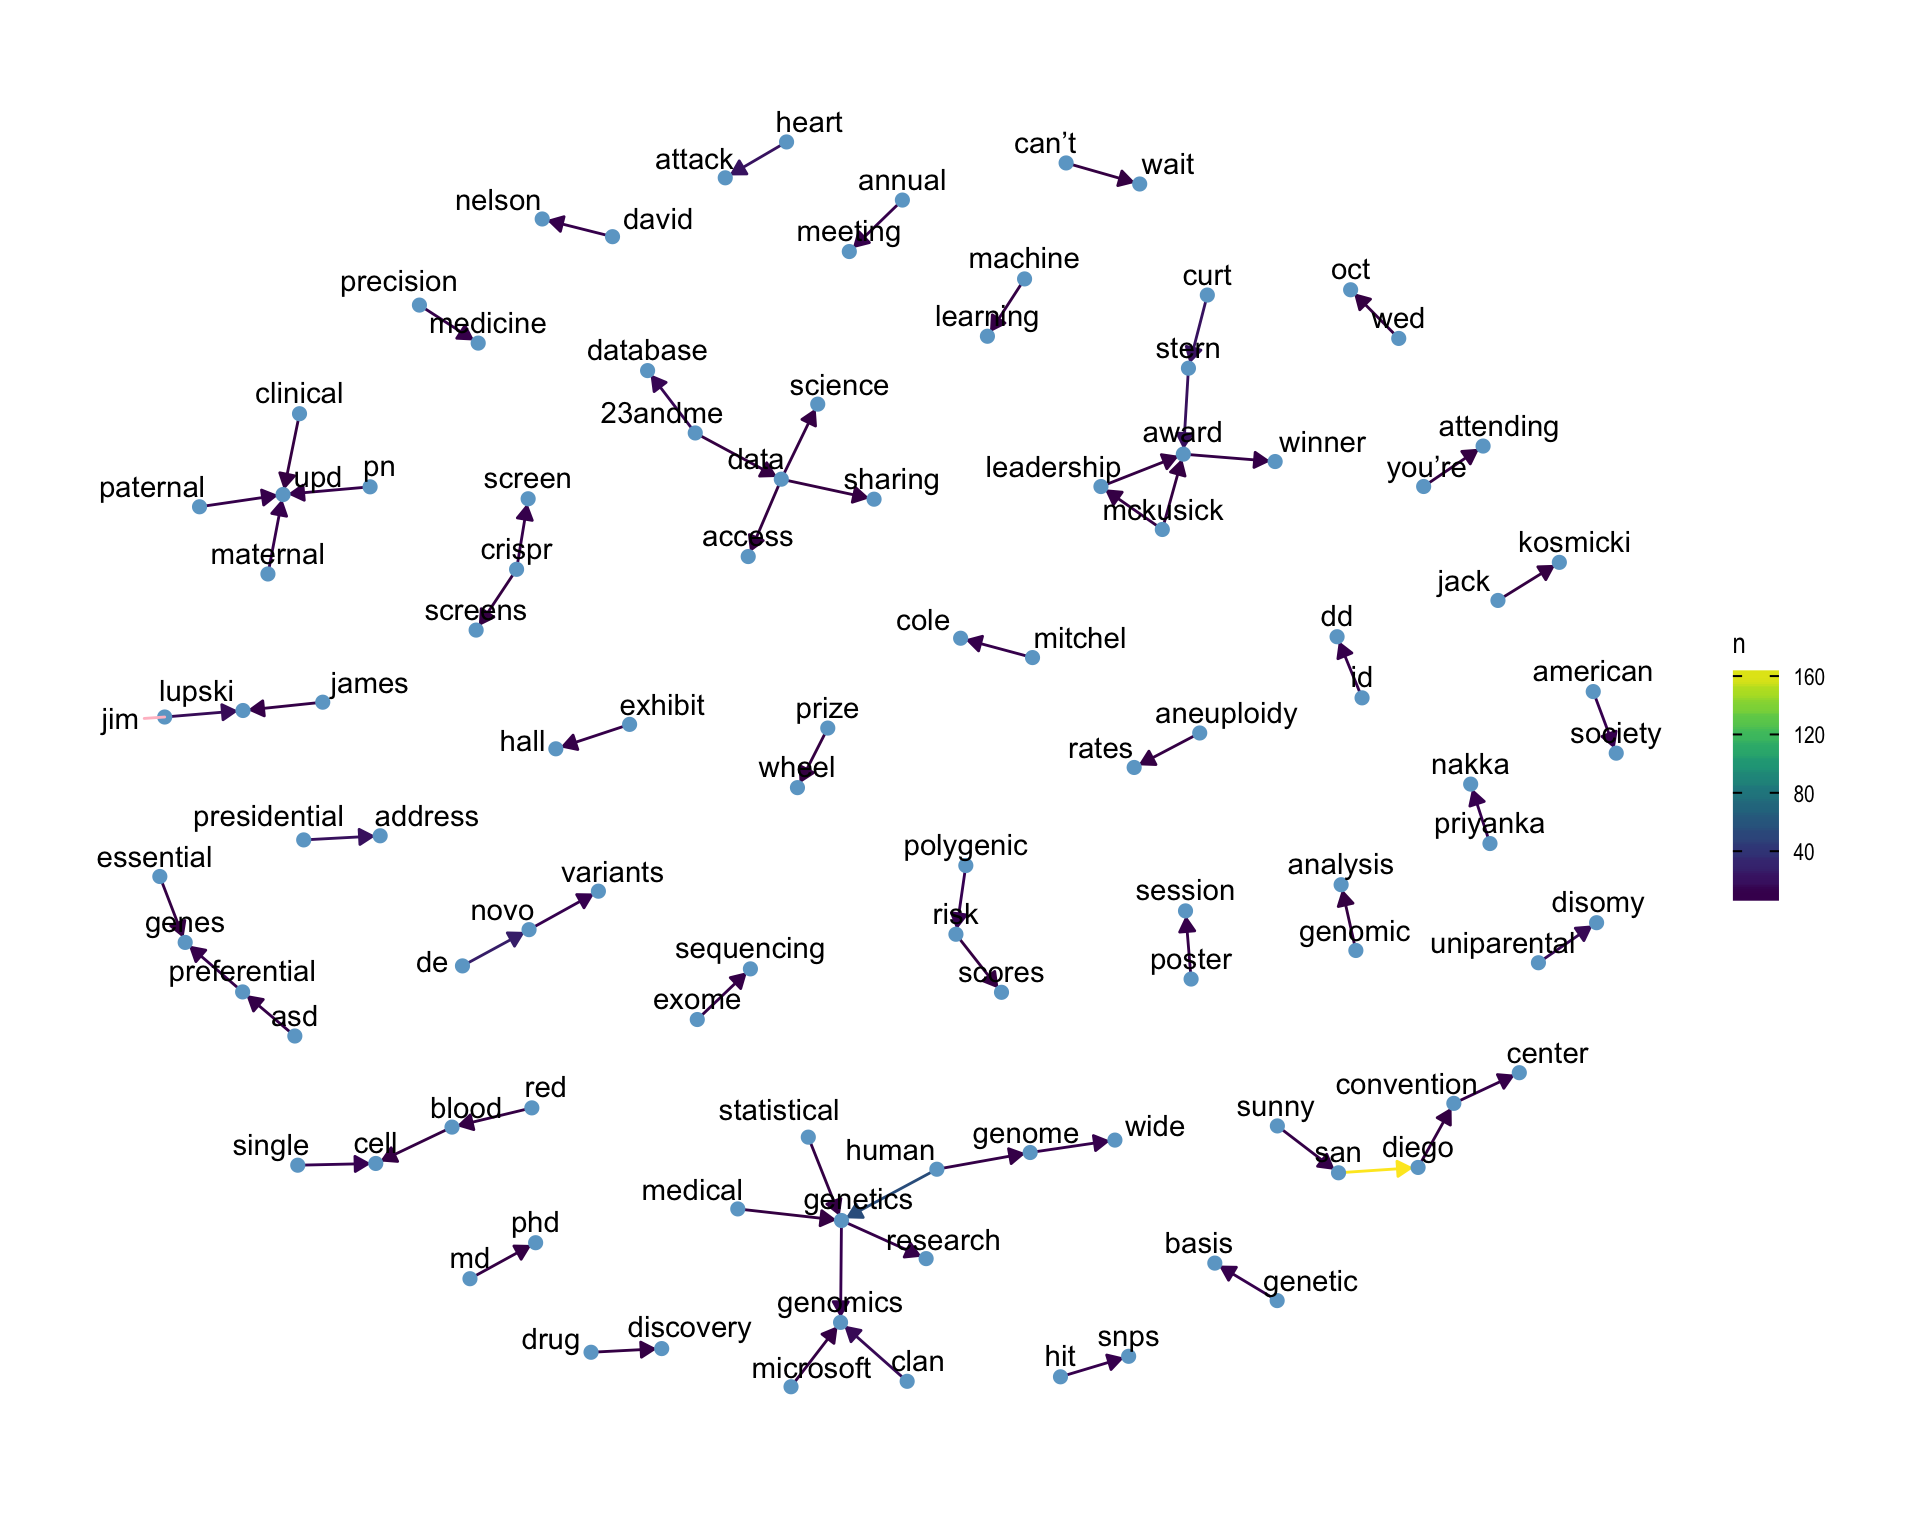 heart
can’t
attack
wait
annual
nelson
david
meeting
machine
curt
oct
precision
learning
wed
medicine
stern
database
science
clinical
23andme
award
winner
attending
data
leadership
you’re
pn
upd
screen
sharing
paternal
mckusick
access
crispr
kosmicki
maternal
jack
screens
cole
mitchel
dd
n
american
id
james
lupski
jim
exhibit
prize
aneuploidy
160
hall
rates
society
120
wheel
nakka
80
presidential
address
priyanka
polygenic
40
essential
variants
analysis
session
disomy
novo
risk
genes
genomic
uniparental
sequencing
de
poster
preferential
scores
exome
asd
center
red
convention
blood
statistical
sunny
single
cell
human
genome
wide
san
diego
medical
genetics
phd
research
basis
md
genetic
genomics
drug
discovery
snps
microsoft
clan
hit